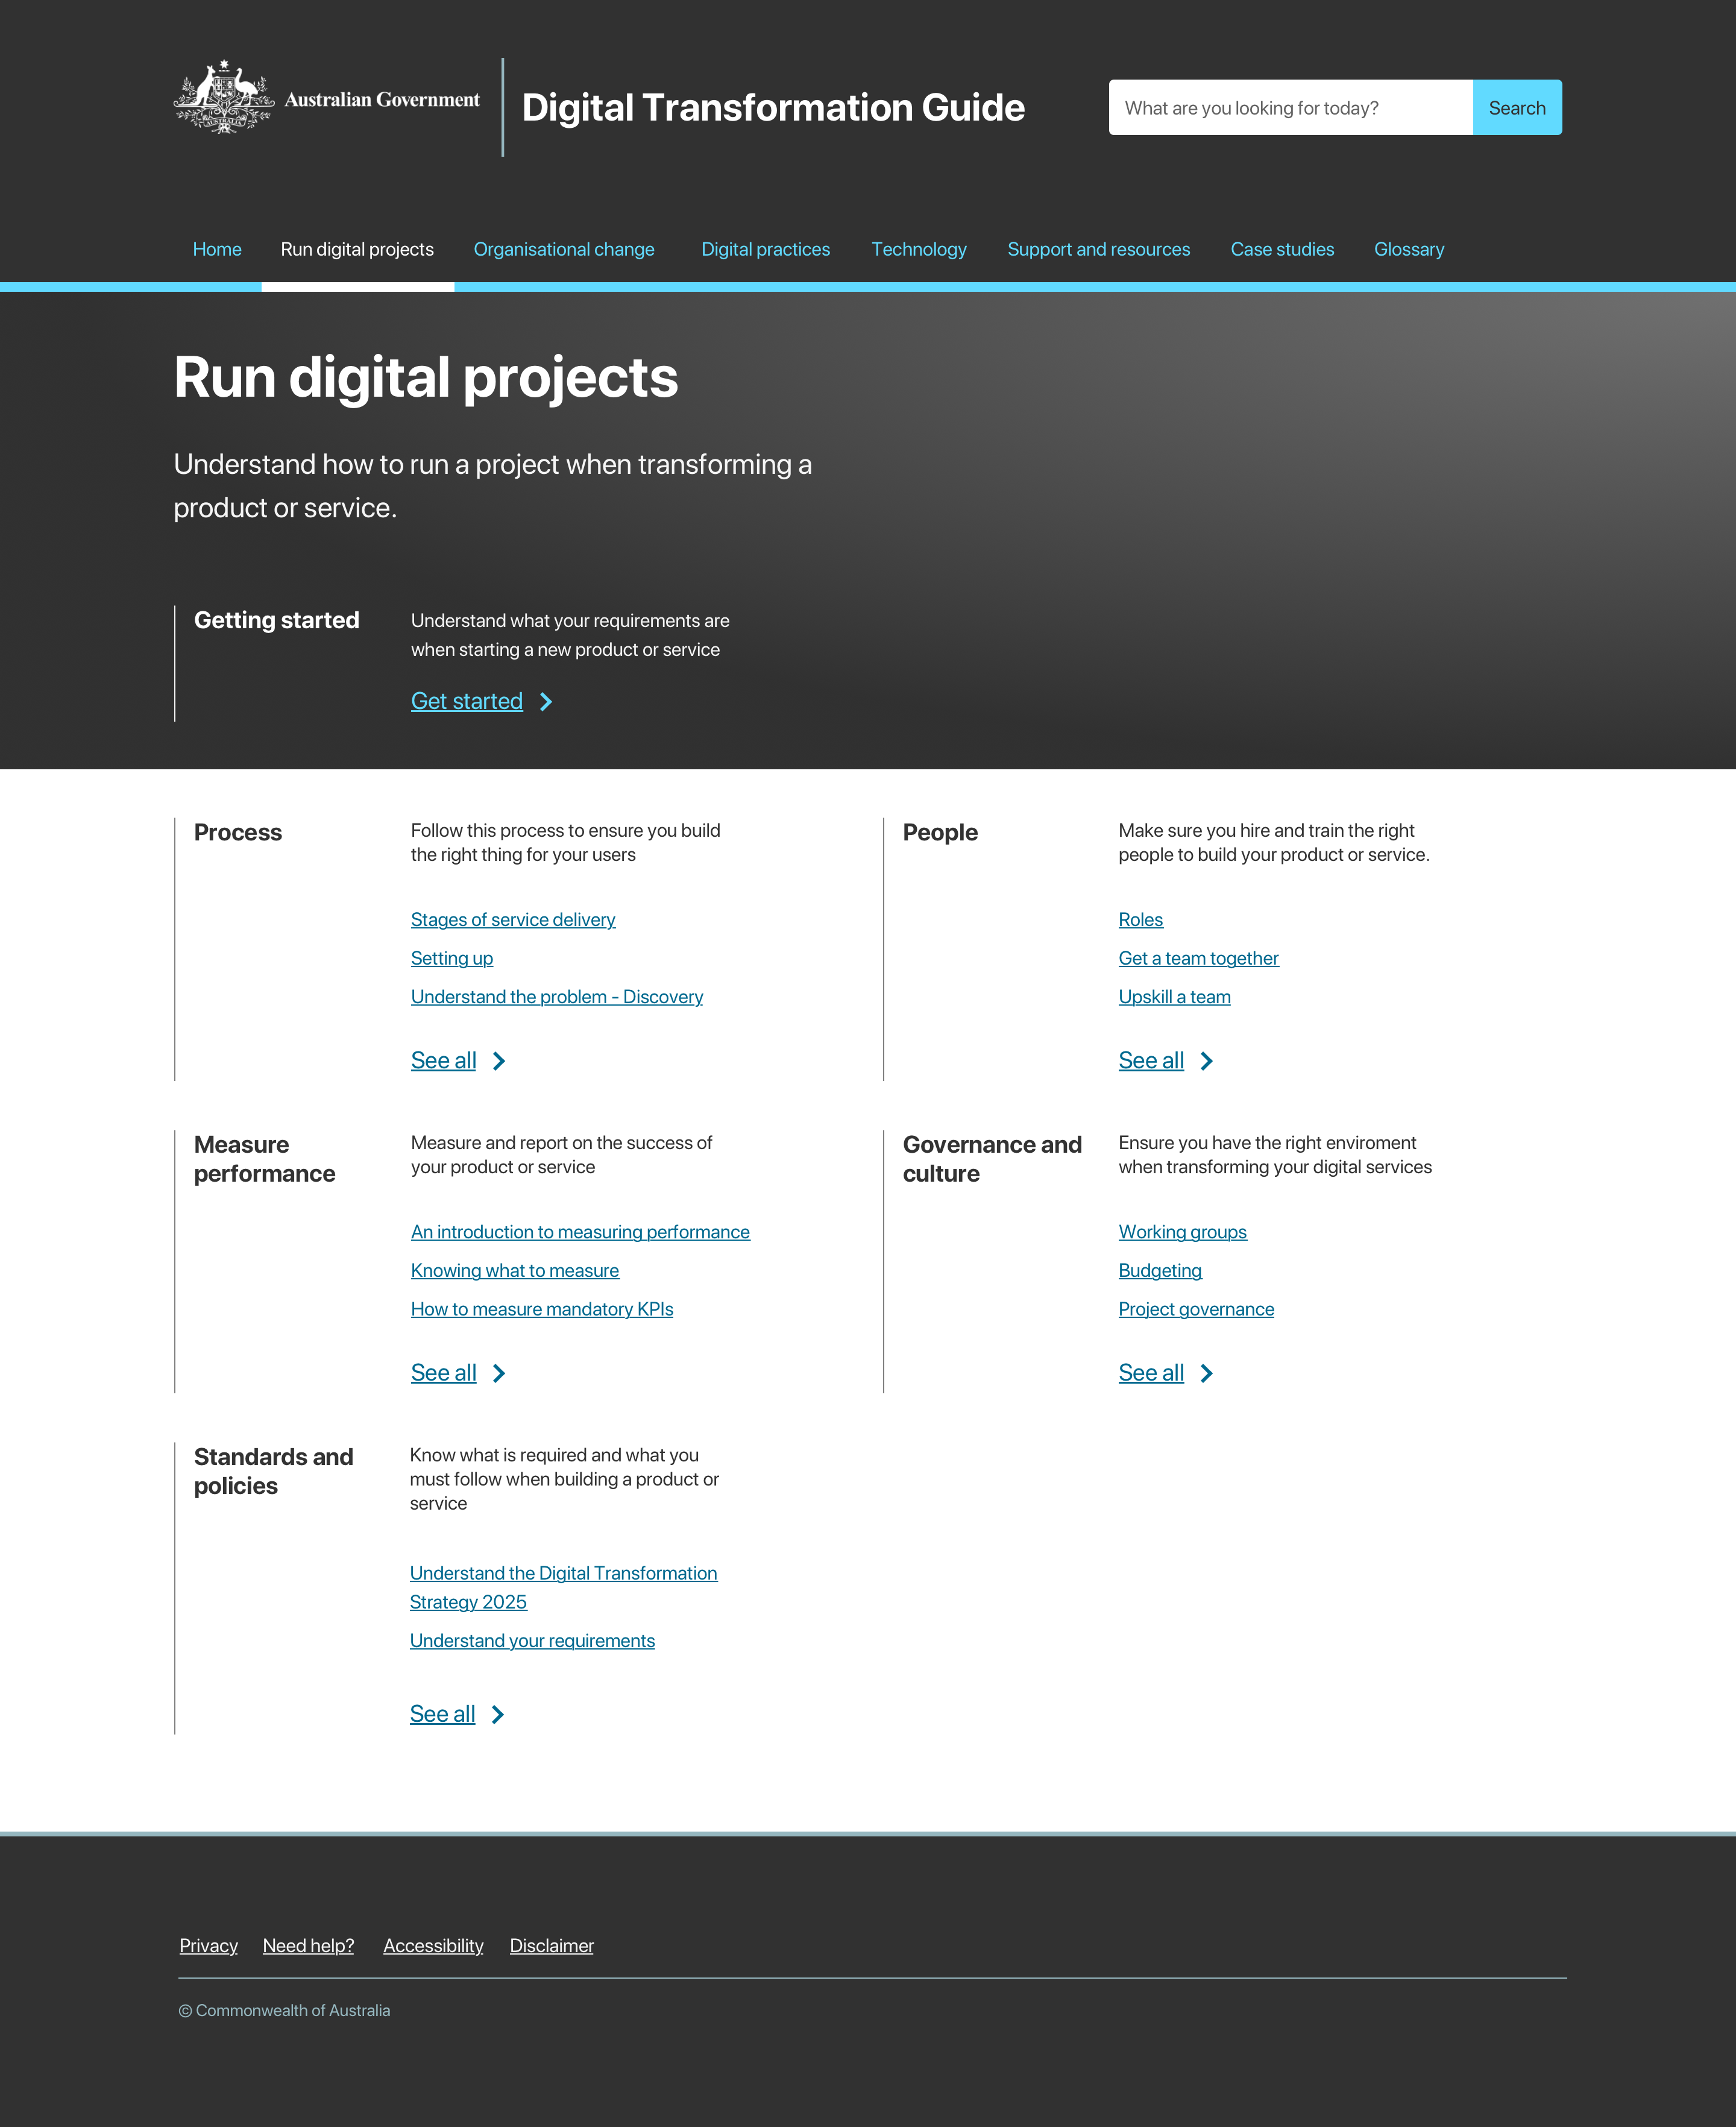 Australian Government
Digital Transformation Guide
What are you looking for today?
Search
Home
Run digital projects
Organisational change
Digital practices
Technology
Support and resources
Case studies
Glossary
Run digital projects
Understand how to run a project when transforming a
product or service.
Getting started
Understand what your requirements are
when starting a new product or service
Get started
Process
Follow this process to ensure you build
the right thing for your users
Stages of service delivery
Setting up
Understand the problem - Discovery
See all
People
Make sure you hire and train the right
people to build your product or service.
Roles
Get a team together
Upskill a team
See all
Measure
performance
Measure and report on the success of
your product or service
An introduction to measuring performance
Knowing what to measure
How to measure mandatory KPIs
See all
Governance and
culture
Ensure you have the right enviroment
when transforming your digital services
Working groups
Budgeting
Project governance
See all
Standards and
policies
Know what is required and what you
must follow when building a product or
service
Understand the Digital Transformation
Strategy 2025
Understand your requirements
See all
Privacy
Need help?
Accessibility
Disclaimer
© Commonwealth of Australia